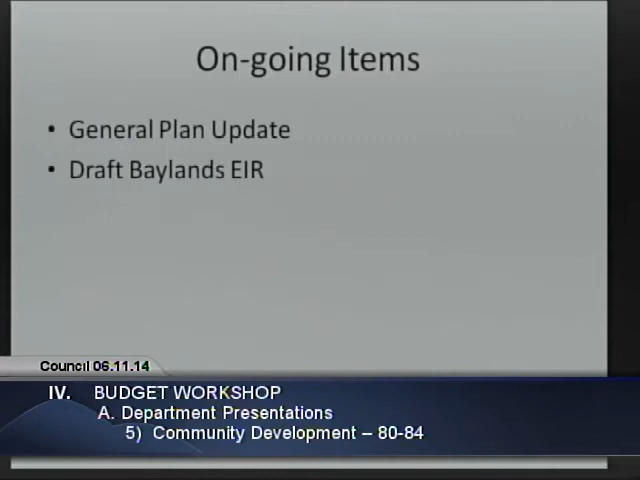 On-going Items
• General Plan Update
• Draft Baylands EIR
Council 06.11.14
IV. BUDGET WORKSHOP
A. Department Presentations
5) Community Development – 80-84